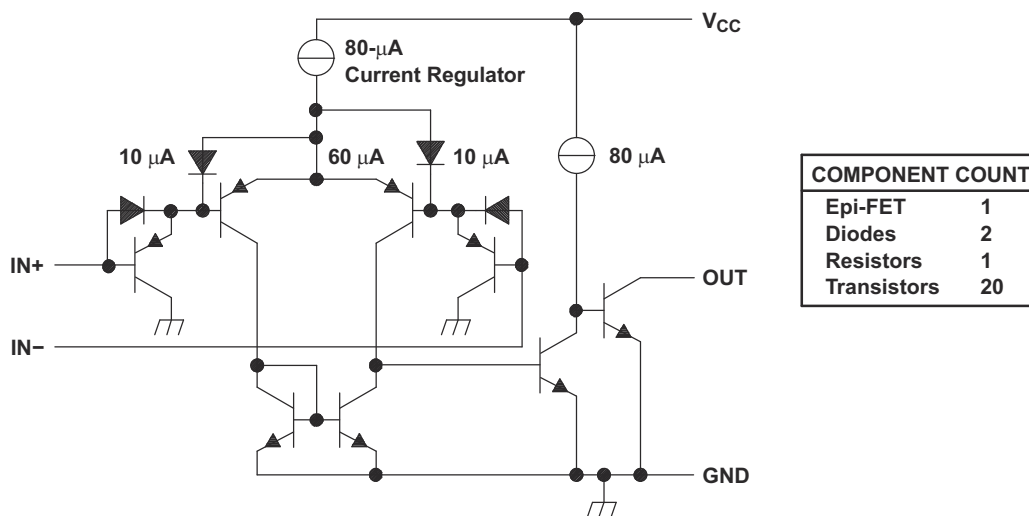 V_CC
80-μA
Current Regulator
10 μA
60 μA
10 μA
80 μA
IN+
OUT
IN−
GND
COMPONENT COUNT
Epi-FET 1
Diodes 2
Resistors 1
Transistors 20